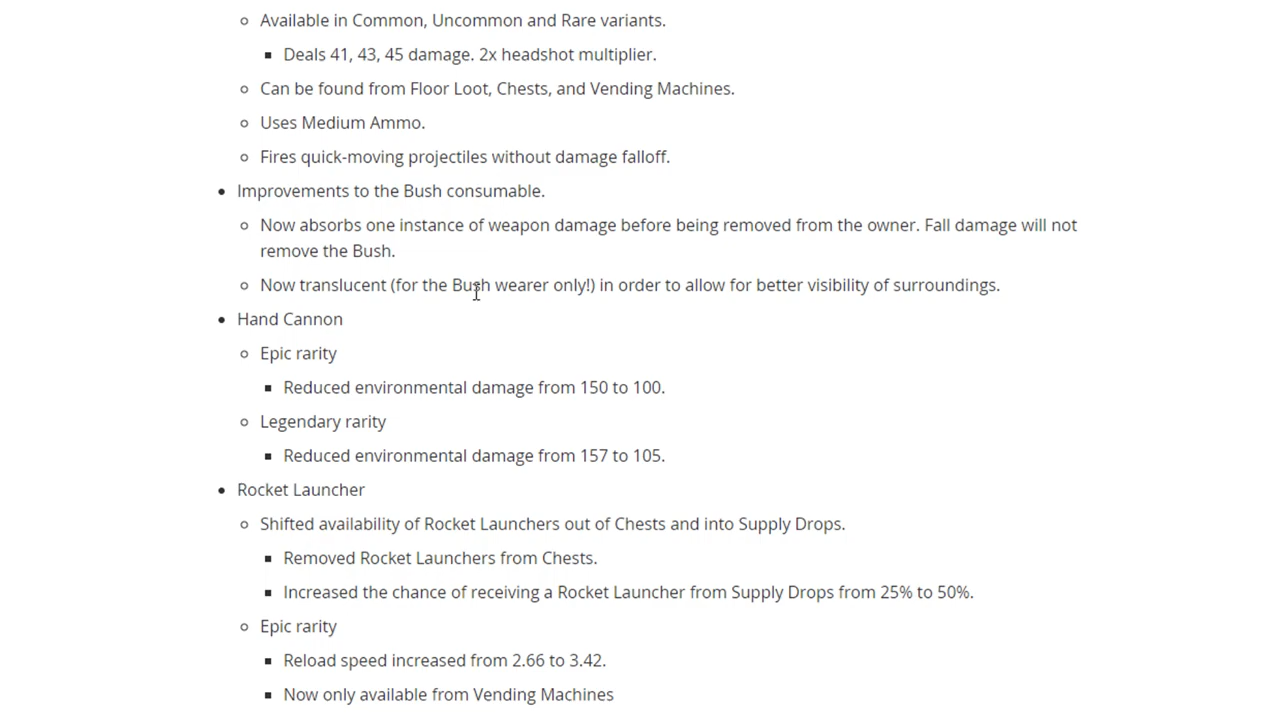 Available in Common, Uncommon and Rare variants.
Deals 41, 43, 45 damage. 2x headshot multiplier.
Can be found from Floor Loot, Chests, and Vending Machines.
Uses Medium Ammo.
Fires quick-moving projectiles without damage falloff.
Improvements to the Bush consumable.
Now absorbs one instance of weapon damage before being removed from the owner. Fall damage will not
remove the Bush.
Now translucent (for the Bush wearer only!) in order to allow for better visibility of surroundings.
Hand Cannon
Epic rarity
Reduced environmental damage from 150 to 100.
Legendary rarity
Reduced environmental damage from 157 to 105.
Rocket Launcher
Shifted availability of Rocket Launchers out of Chests and into Supply Drops.
Removed Rocket Launchers from Chests.
Increased the chance of receiving a Rocket Launcher from Supply Drops from 25% to 50%.
Epic rarity
Reload speed increased from 2.66 to 3.42.
Now only available from Vending Machines